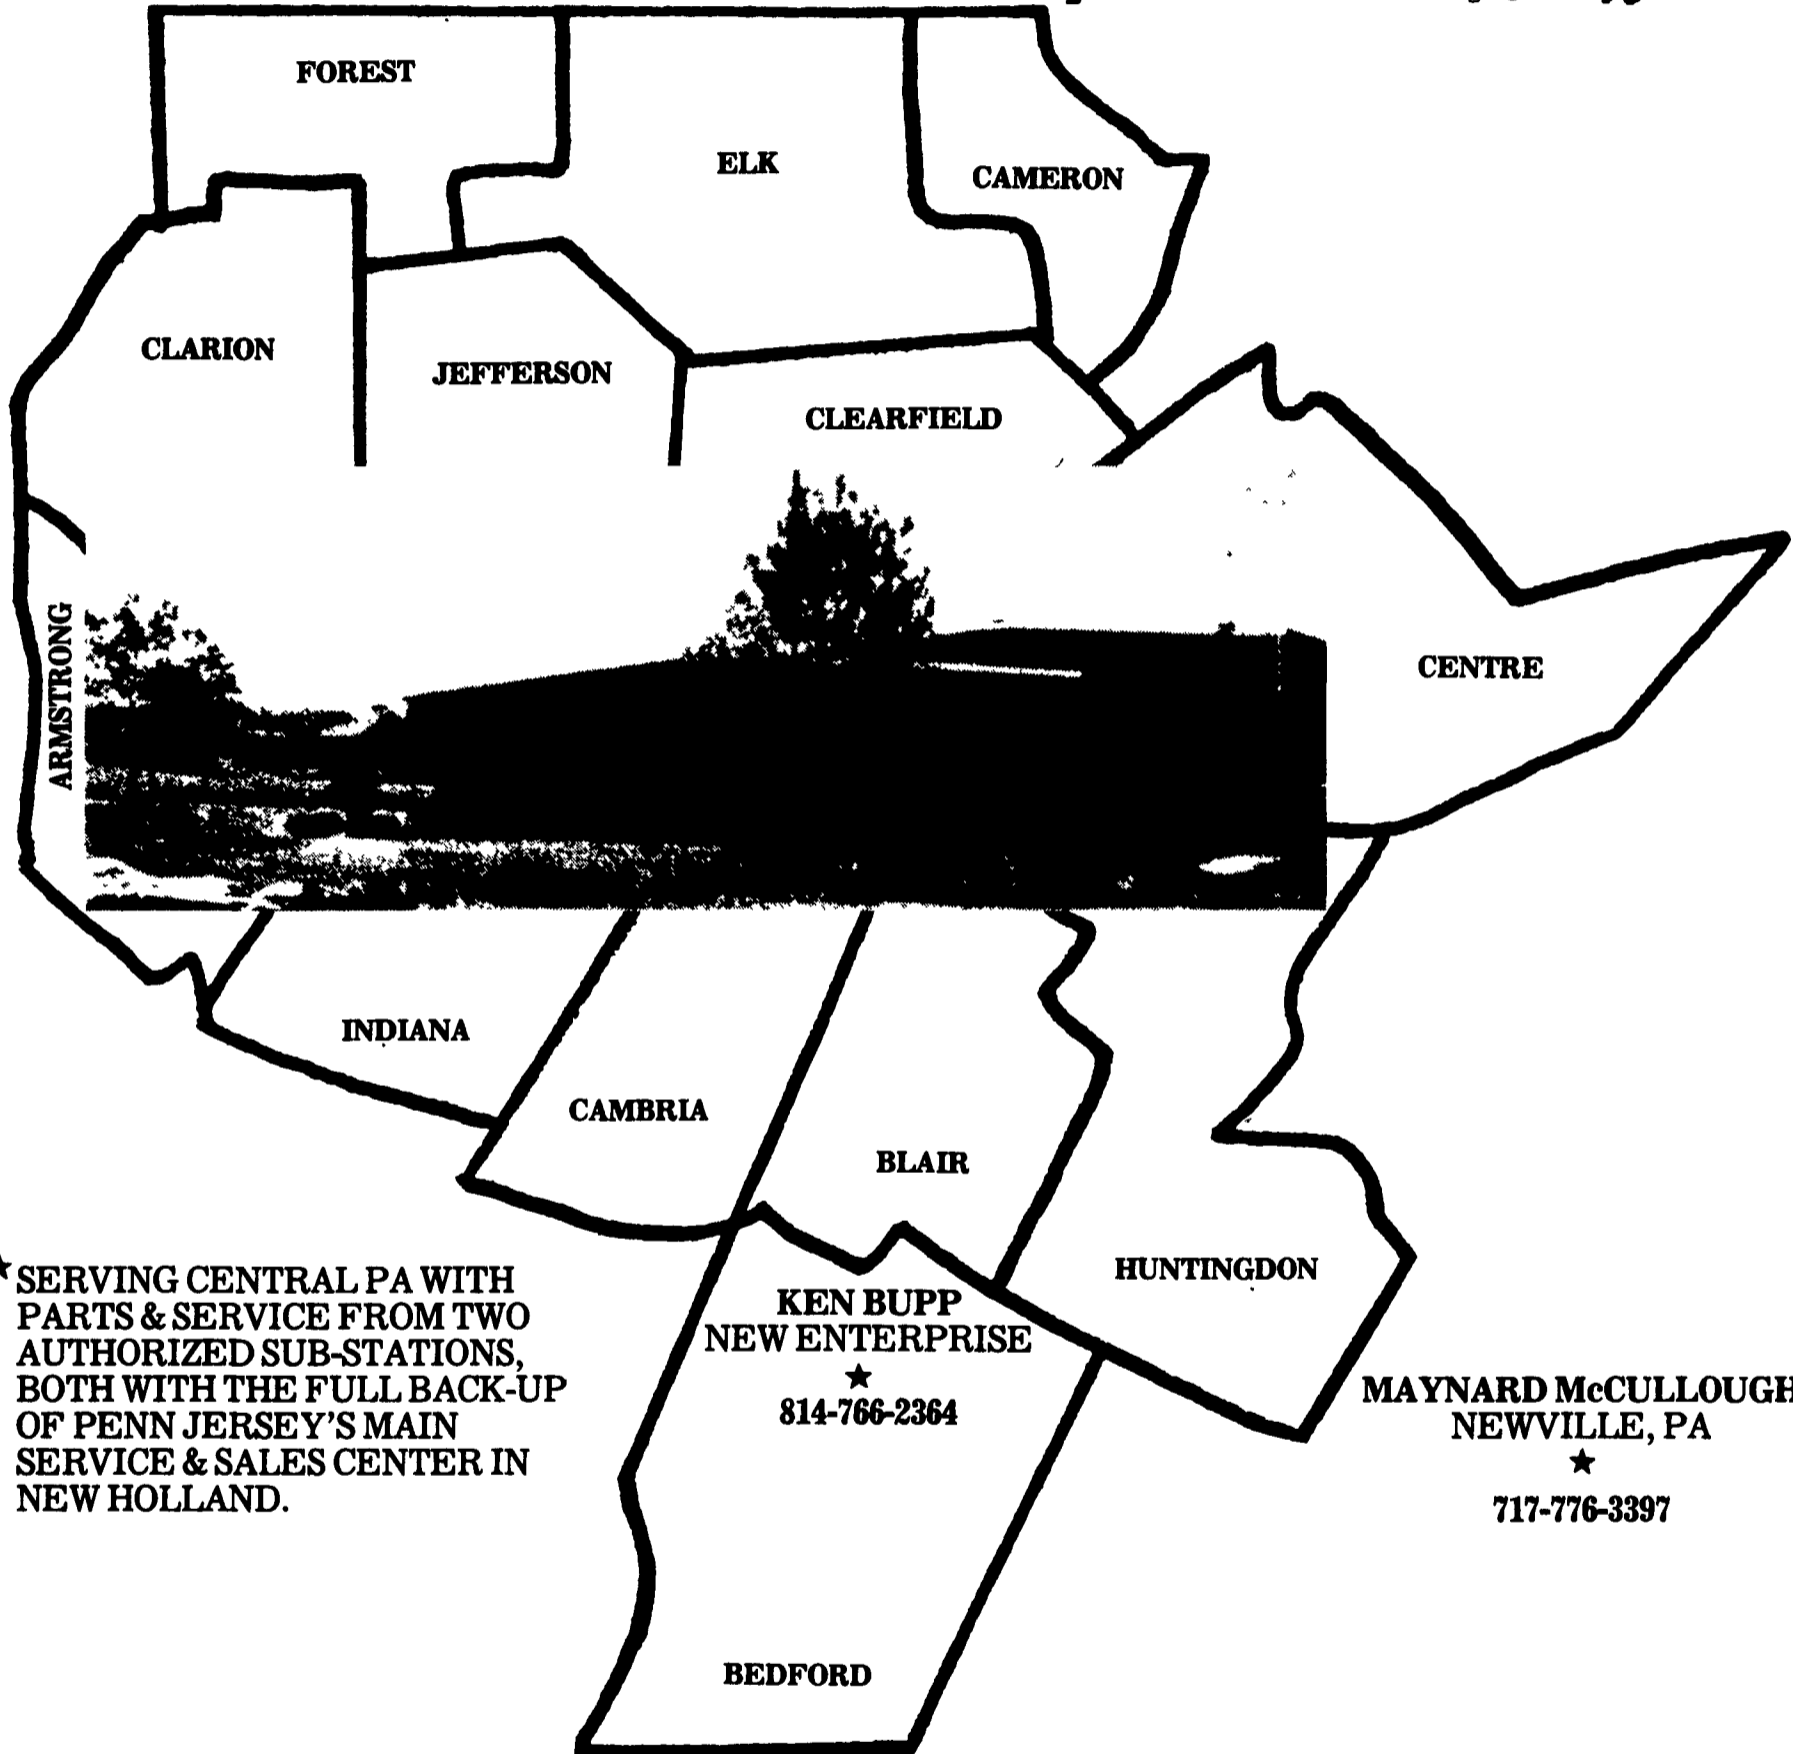 FOREST
ELK
CAMERON
CLARION
JEFFERSON
CLEARFIELD
ARMSTRONG
CENTRE
INDIANA
CAMBRIA
BLAIR
HUNTINGDON
★ SERVING CENTRAL PA WITH
PARTS & SERVICE FROM TWO
AUTHORIZED SUB-STATIONS,
BOTH WITH THE FULL BACK-UP
OF PENN JERSEY'S MAIN
SERVICE & SALES CENTER IN
NEW HOLLAND.
KEN BUPP
NEW ENTERPRISE
★
814-766-2364
MAYNARD McCULLOUGH
NEWVILLE, PA
★
717-776-3397
BEDFORD